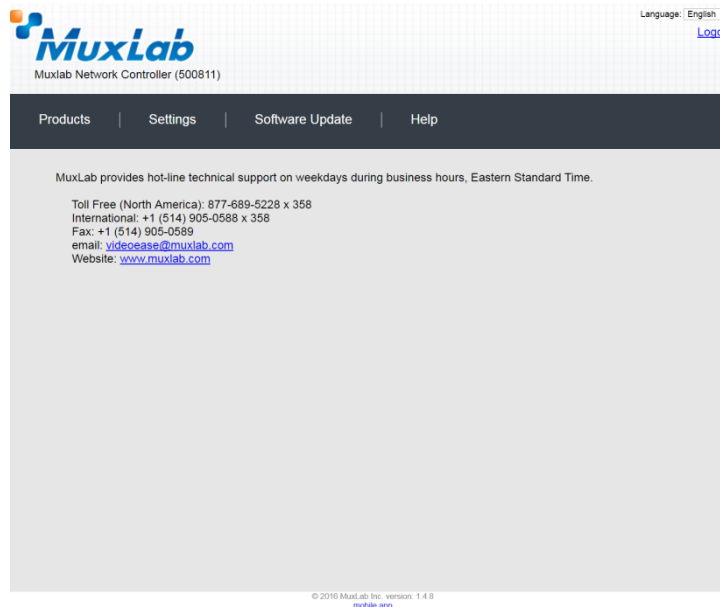 Language: English
MuxLab
Muxlab Network Controller (500811)
Products | Settings | Software Update | Help
MuxLab provides hot-line technical support on weekdays during business hours, Eastern Standard Time.
Toll Free (North America): 877-689-5228 x 358
International: +1 (514) 905-0588 x 358
Fax: +1 (514) 905-0589
email: videoease@muxlab.com
Website: www.muxlab.com
© 2016 MuxLab Inc. version: 1.4.8
mobile app